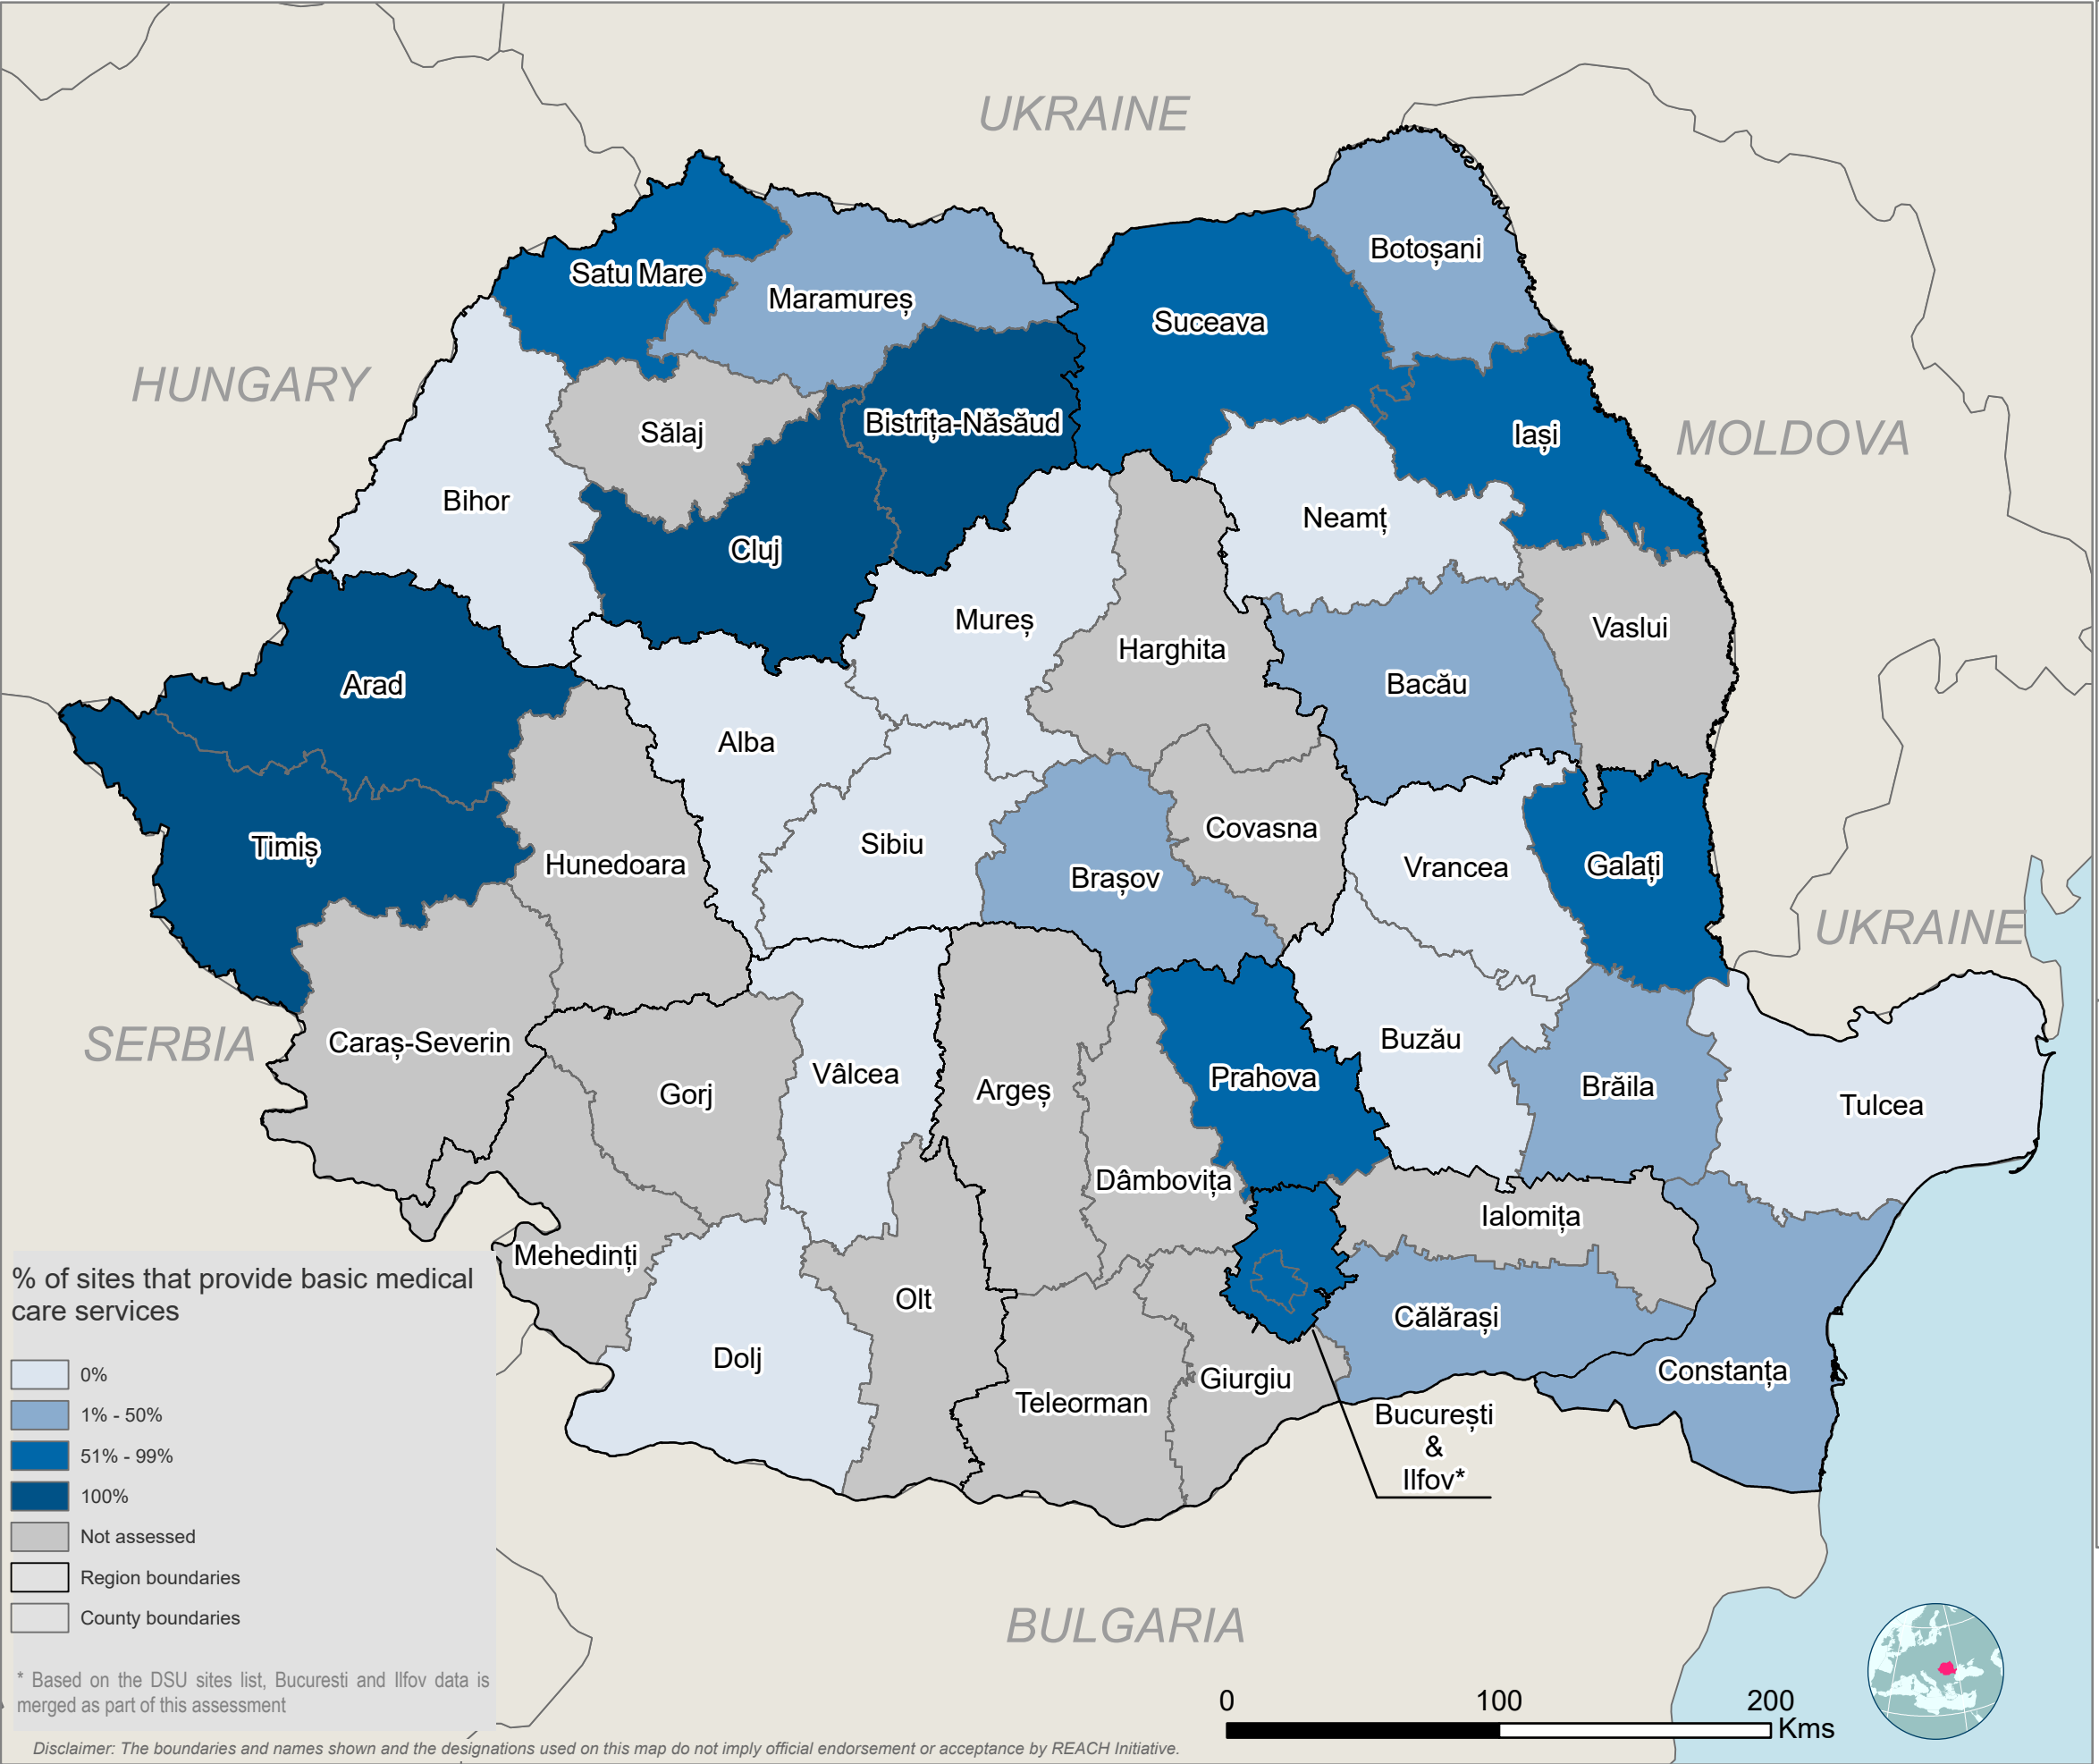 UKRAINE
Botoșani
Satu Mare
Maramureș
Suceava
HUNGARY
Bistrița-Năsăud
Sălaj
Iași
MOLDOVA
Bihor
Neamț
Cluj
Mureș
Vaslui
Harghita
Arad
Bacău
Alba
Covasna
Sibiu
Timiș
Hunedoara
Brașov
Vrancea
Galați
UKRAINE
SERBIA
Caraș-Severin
Buzău
Vâlcea
Prahova
Brăila
Gorj
Argeș
Tulcea
Dâmbovița
Ialomița
Mehedinți
Olt
Călărași
Dolj
Giurgiu
Constanța
Teleorman
București
&
Ilfov*
% of sites that provide basic medical
care services
0%
1% - 50%
51% - 99%
100%
Not assessed
Region boundaries
County boundaries
* Based on the DSU sites list, Bucuresti and Ilfov data is
merged as part of this assessment
BULGARIA
0 100 200
Kms
Disclaimer: The boundaries and names shown and the designations used on this map do not imply official endorsement or acceptance by REACH Initiative.